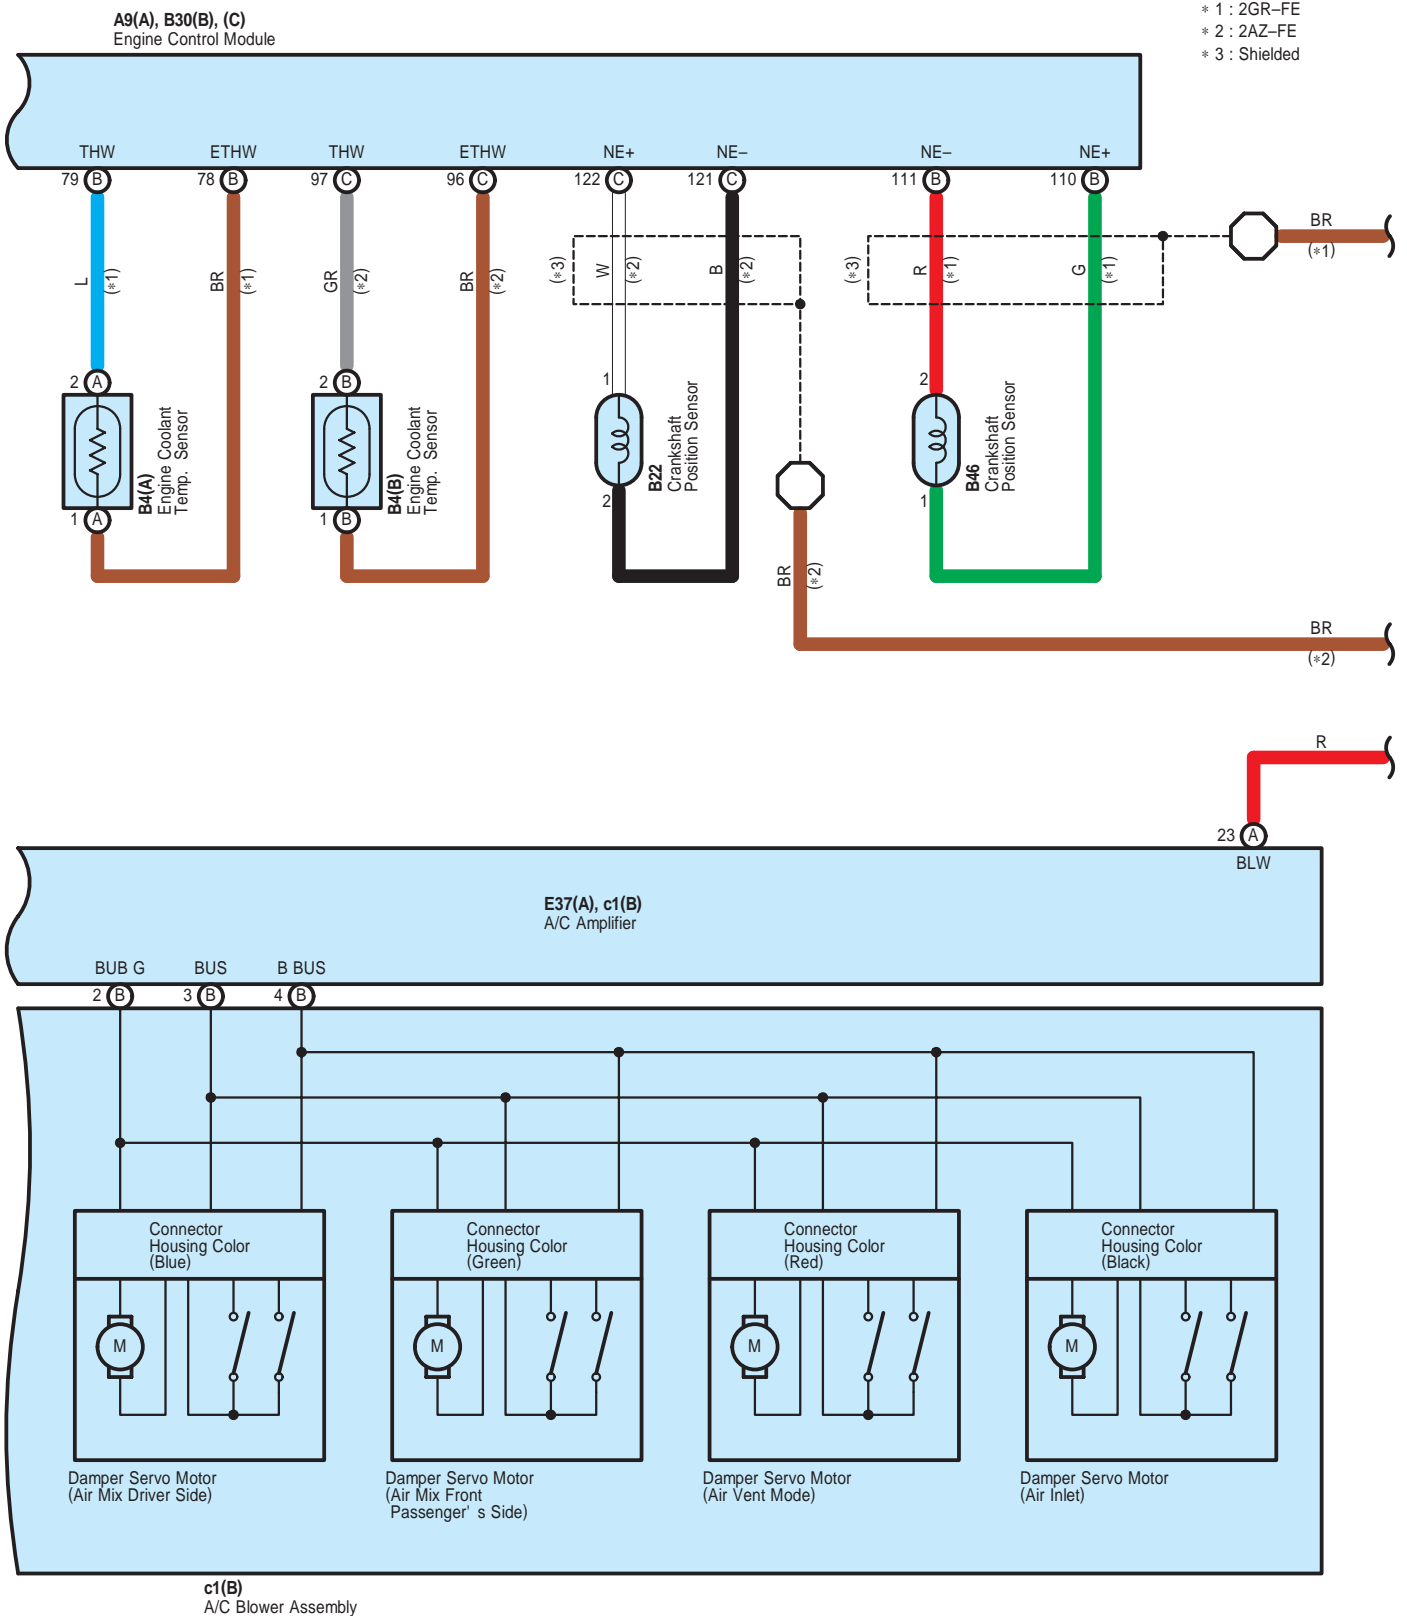 A9(A), B30(B), (C)
Engine Control Module
* 1 : 2GR–FE
* 2 : 2AZ–FE
* 3 : Shielded
THW ETHW THW ETHW NE+ NE– NE– NE+
79 B 78 B 97 C 96 C 122 C 121 C 111 B 110 B
L (*1) BR (*1) GR (*2) BR (*2) (*3) W (*2) B (*2) (*3) R (*1) G (*1)
BR
(*1)
2 A 2 B 1 2
B4(A)
Engine Coolant
Temp. Sensor
B4(B)
Engine Coolant
Temp. Sensor
B22
Crankshaft
Position Sensor
B46
Crankshaft
Position Sensor
1 A 1 B 2 1
BR (*2)
BR
(*2)
R
23 A
BLW
E37(A), c1(B)
A/C Amplifier
BUB G BUS B BUS
2 B 3 B 4 B
Connector
Housing Color
(Blue)
Connector
Housing Color
(Green)
Connector
Housing Color
(Red)
Connector
Housing Color
(Black)
M M M M
Damper Servo Motor
(Air Mix Driver Side)
Damper Servo Motor
(Air Mix Front
Passenger' s Side)
Damper Servo Motor
(Air Vent Mode)
Damper Servo Motor
(Air Inlet)
c1(B)
A/C Blower Assembly